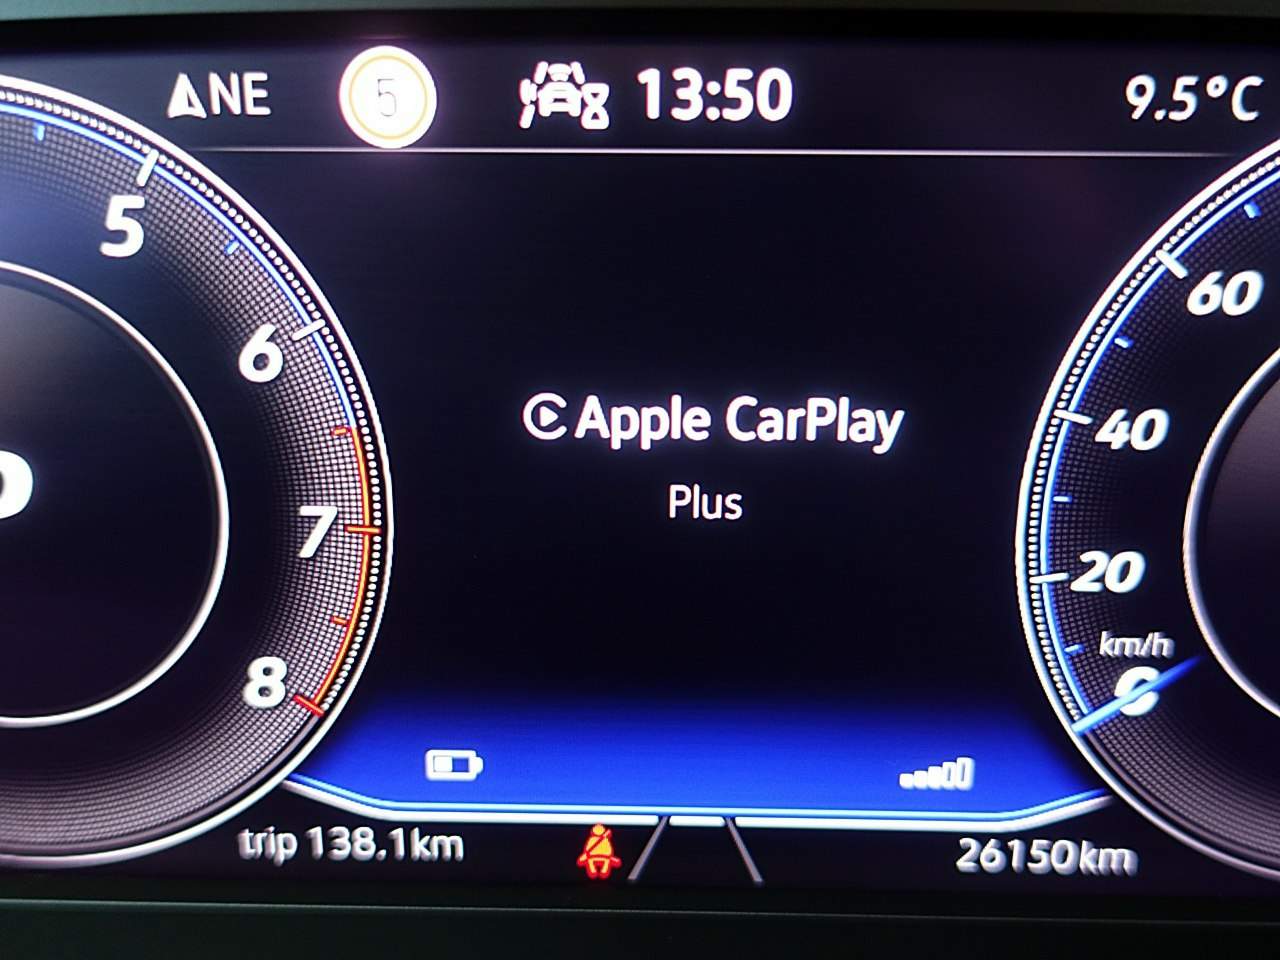 NE 5 13:50 9.5°C
5
6
7
8
Apple CarPlay
Plus
60
40
20
km/h
0
trip 138.1km
26150km